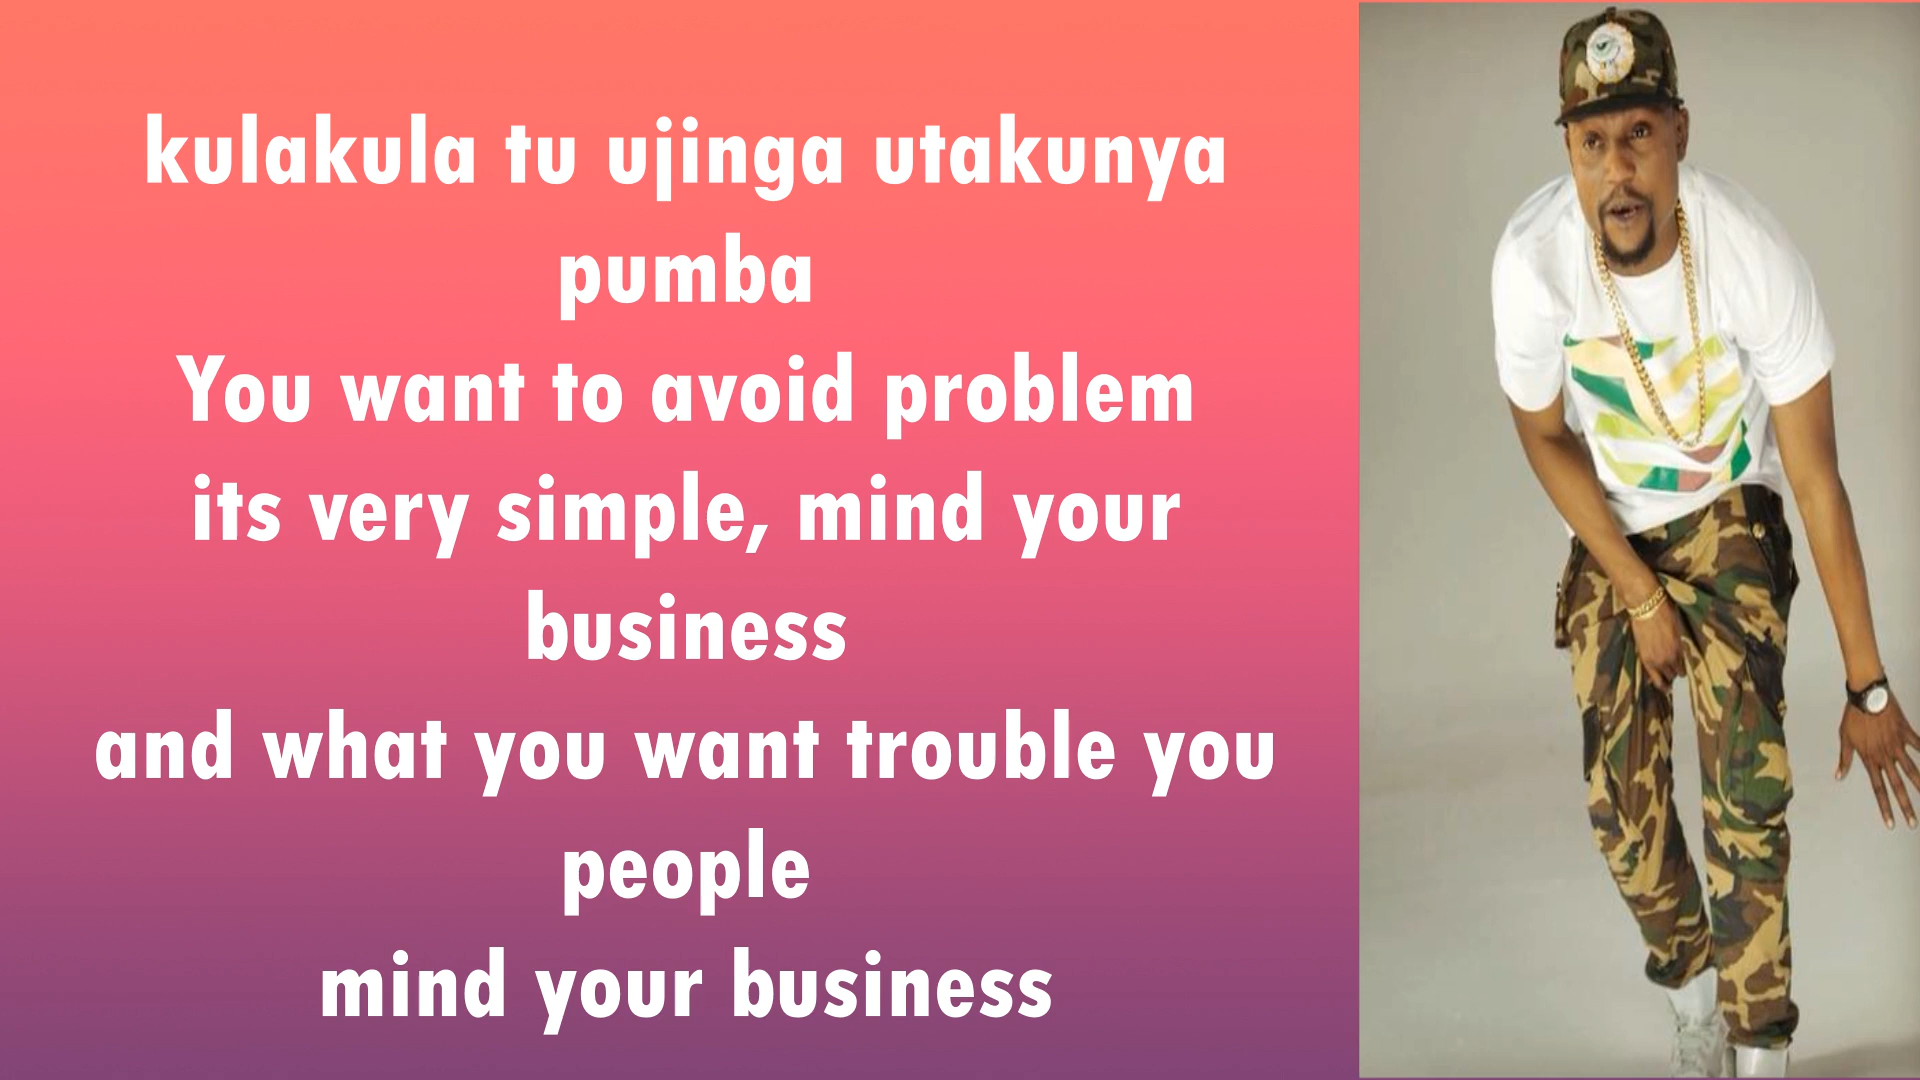 kulakula tu ujinga utakunya
pumba
You want to avoid problem
its very simple, mind your
business
and what you want trouble you
people
mind your business